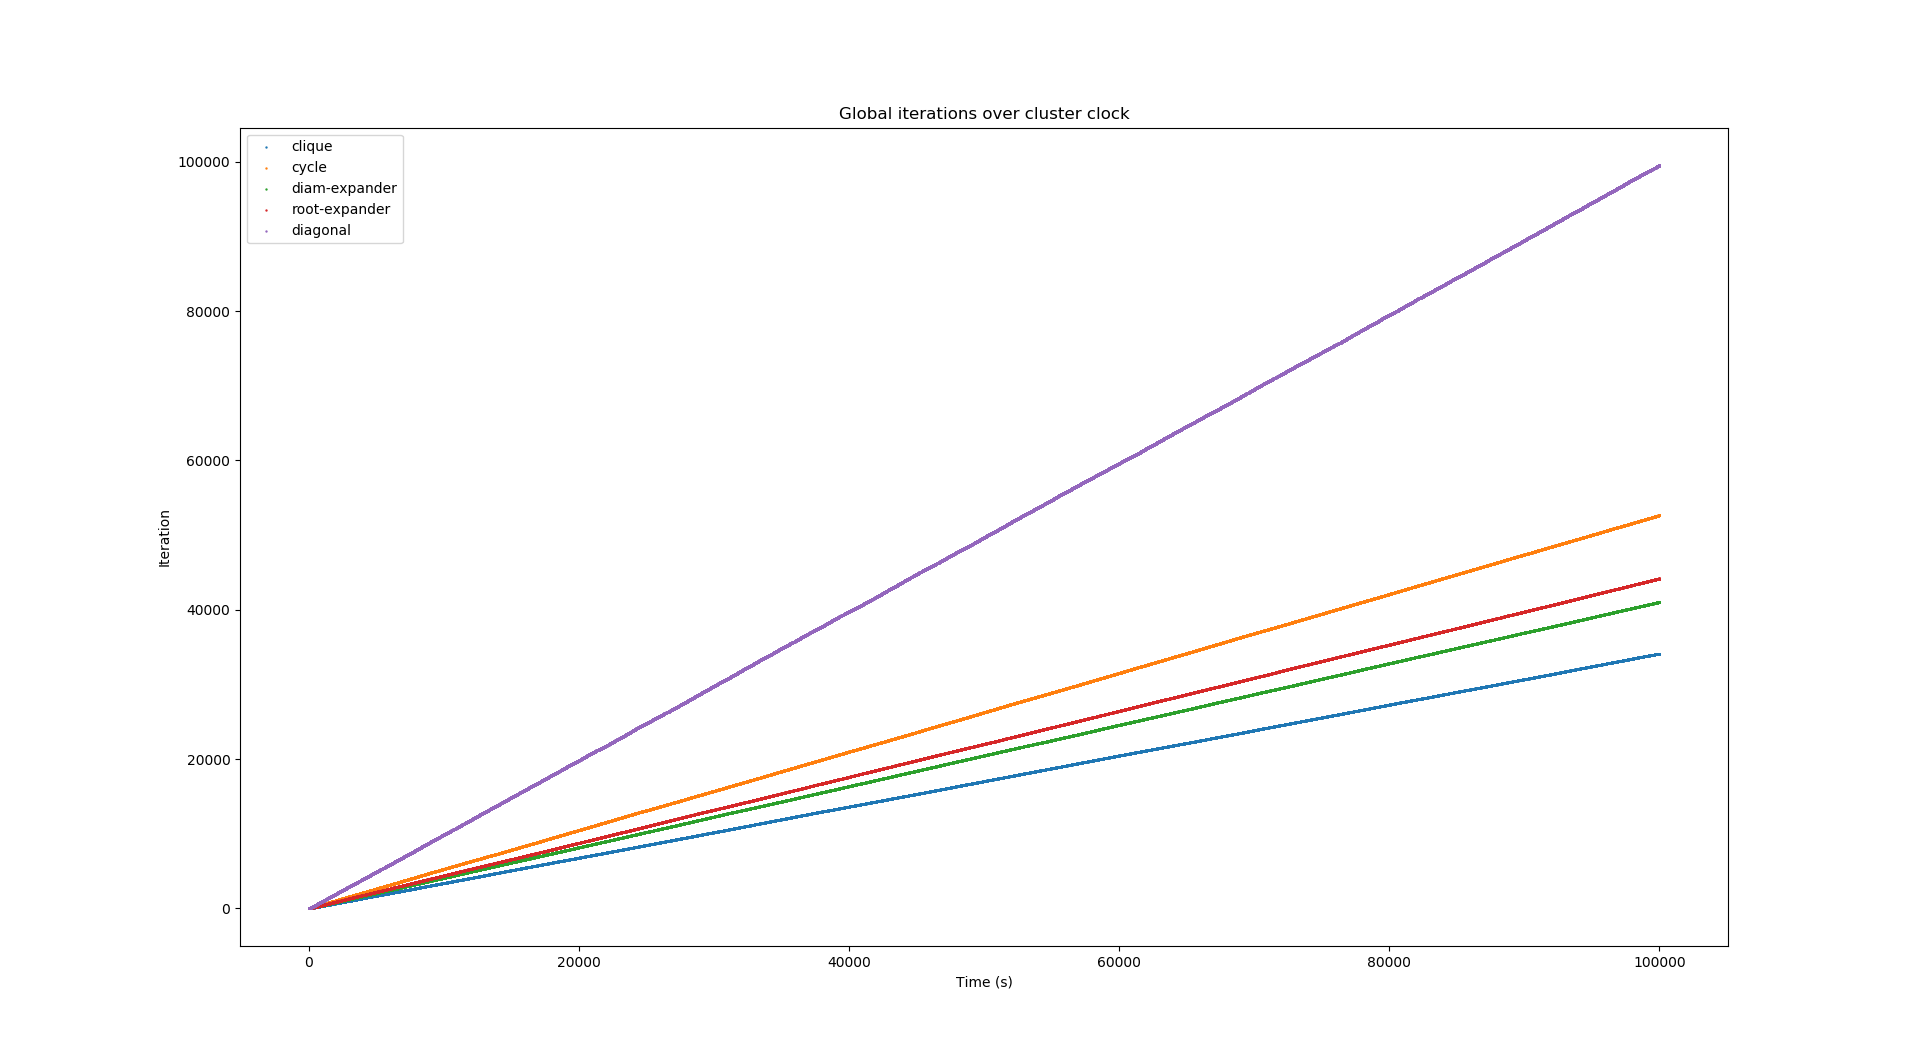 Global iterations over cluster clock
clique
cycle
diam-expander
root-expander
diagonal
100000
80000
60000
40000
20000
0
Iteration
0 20000 40000 60000 80000 100000
Time (s)